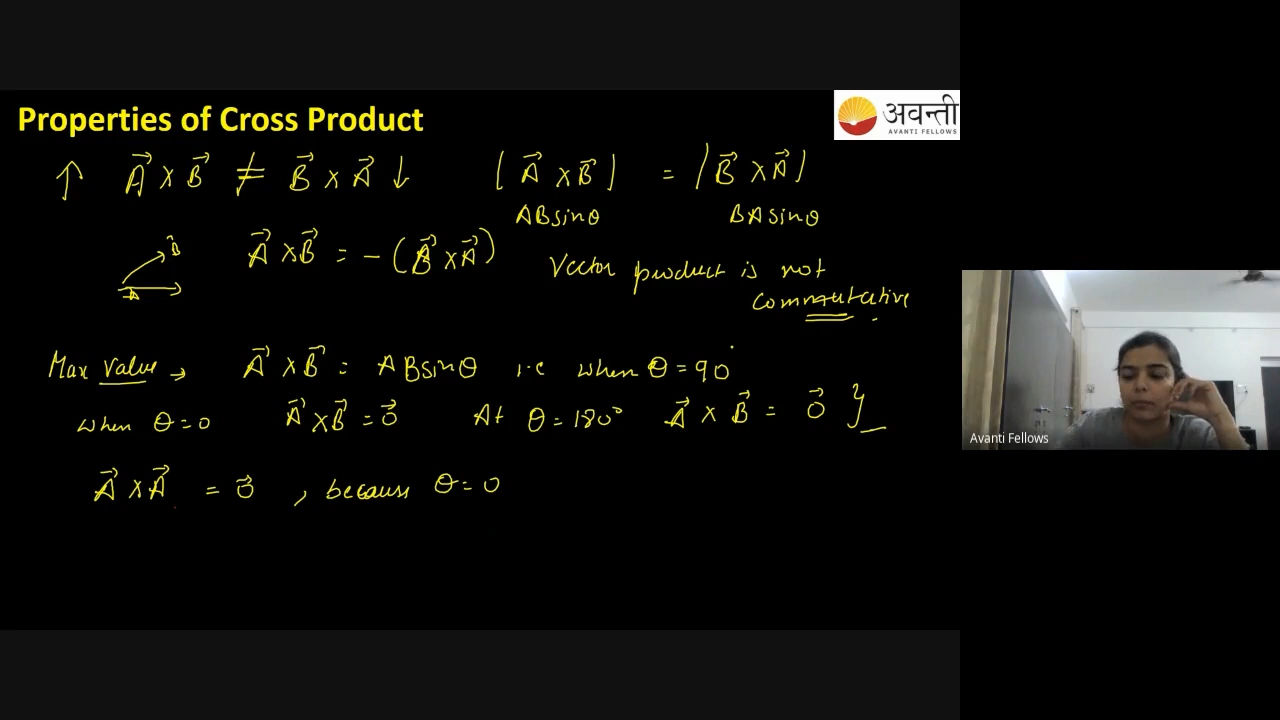 Properties of Cross Product
अवन्ती
AVANTI FELLOWS
↑ A⃗ × B⃗ ≠ B⃗ × A⃗ ↓ |A⃗ × B⃗| = |B⃗ × A⃗|
ABsinθ BAsinθ
B⃗
A⃗ × B⃗ = -(B⃗ × A⃗)
Vector product is not
commutative
Max Value → A⃗ × B⃗ = ABsinθ i.e when θ = 90°
when θ = 0 A⃗ × B⃗ = 0⃗ At θ = 180° A⃗ × B⃗ = 0⃗ }
A⃗ × A⃗ = 0⃗ , because θ = 0
Avanti Fellows